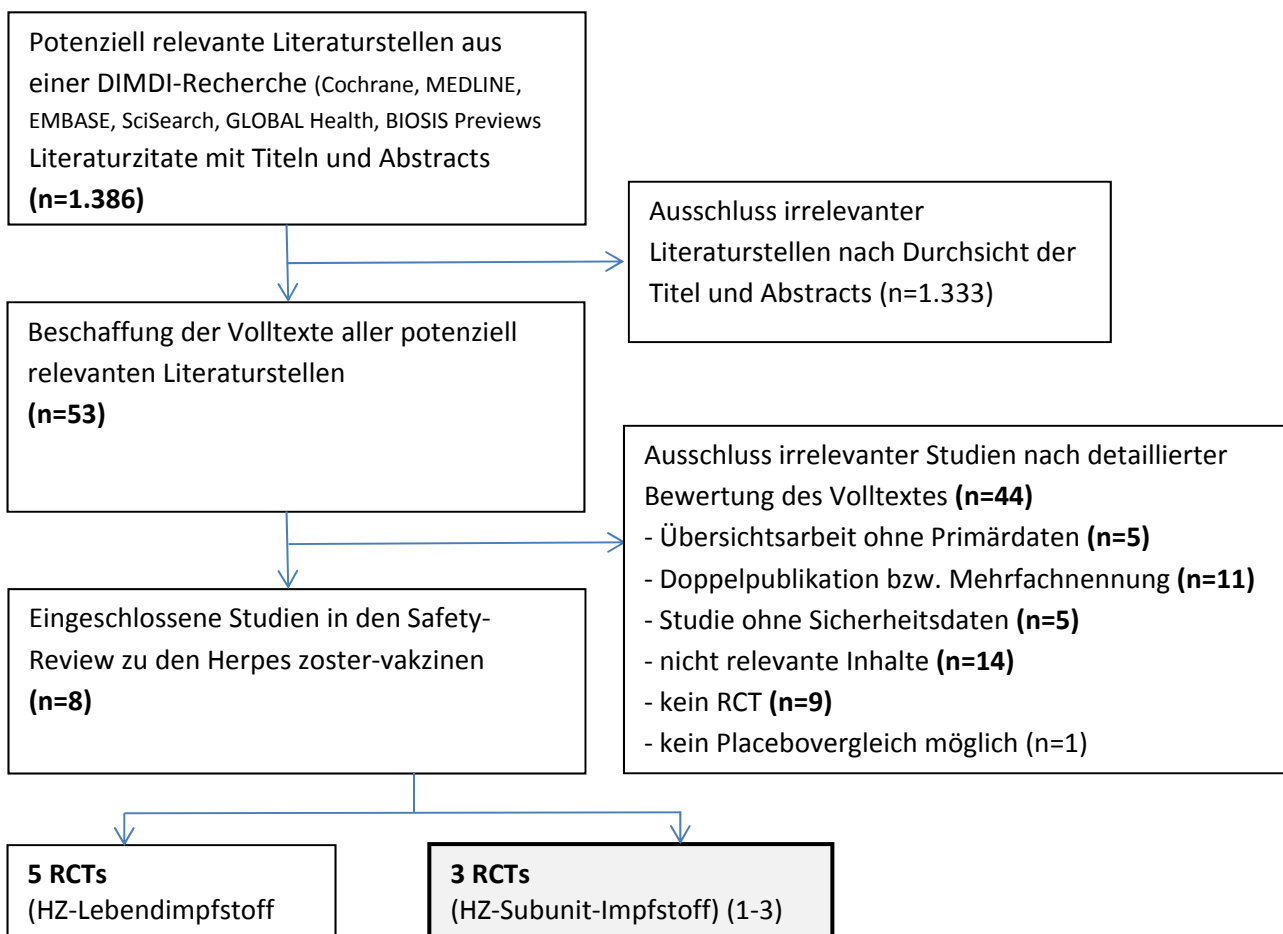 Potenziell relevante Literaturstellen aus
einer DIMDI-Recherche (Cochrane, MEDLINE,
EMBASE, SciSearch, GLOBAL Health, BIOSIS Previews
Literaturzitate mit Titeln und Abstracts
(n=1.386)
Ausschluss irrelevanter
Literaturstellen nach Durchsicht der
Titel und Abstracts (n=1.333)
Beschaffung der Volltexte aller potenziell
relevanten Literaturstellen
(n=53)
Ausschluss irrelevanter Studien nach detaillierter
Bewertung des Volltextes (n=44)
- Übersichtsarbeit ohne Primärdaten (n=5)
- Doppelpublikation bzw. Mehrfachnennung (n=11)
- Studie ohne Sicherheitsdaten (n=5)
- nicht relevante Inhalte (n=14)
- kein RCT (n=9)
- kein Placebovergleich möglich (n=1)
Eingeschlossene Studien in den Safety-
Review zu den Herpes zoster-vakzinen
(n=8)
5 RCTs
(HZ-Lebendimpfstoff
3 RCTs
(HZ-Subunit-Impfstoff) (1-3)